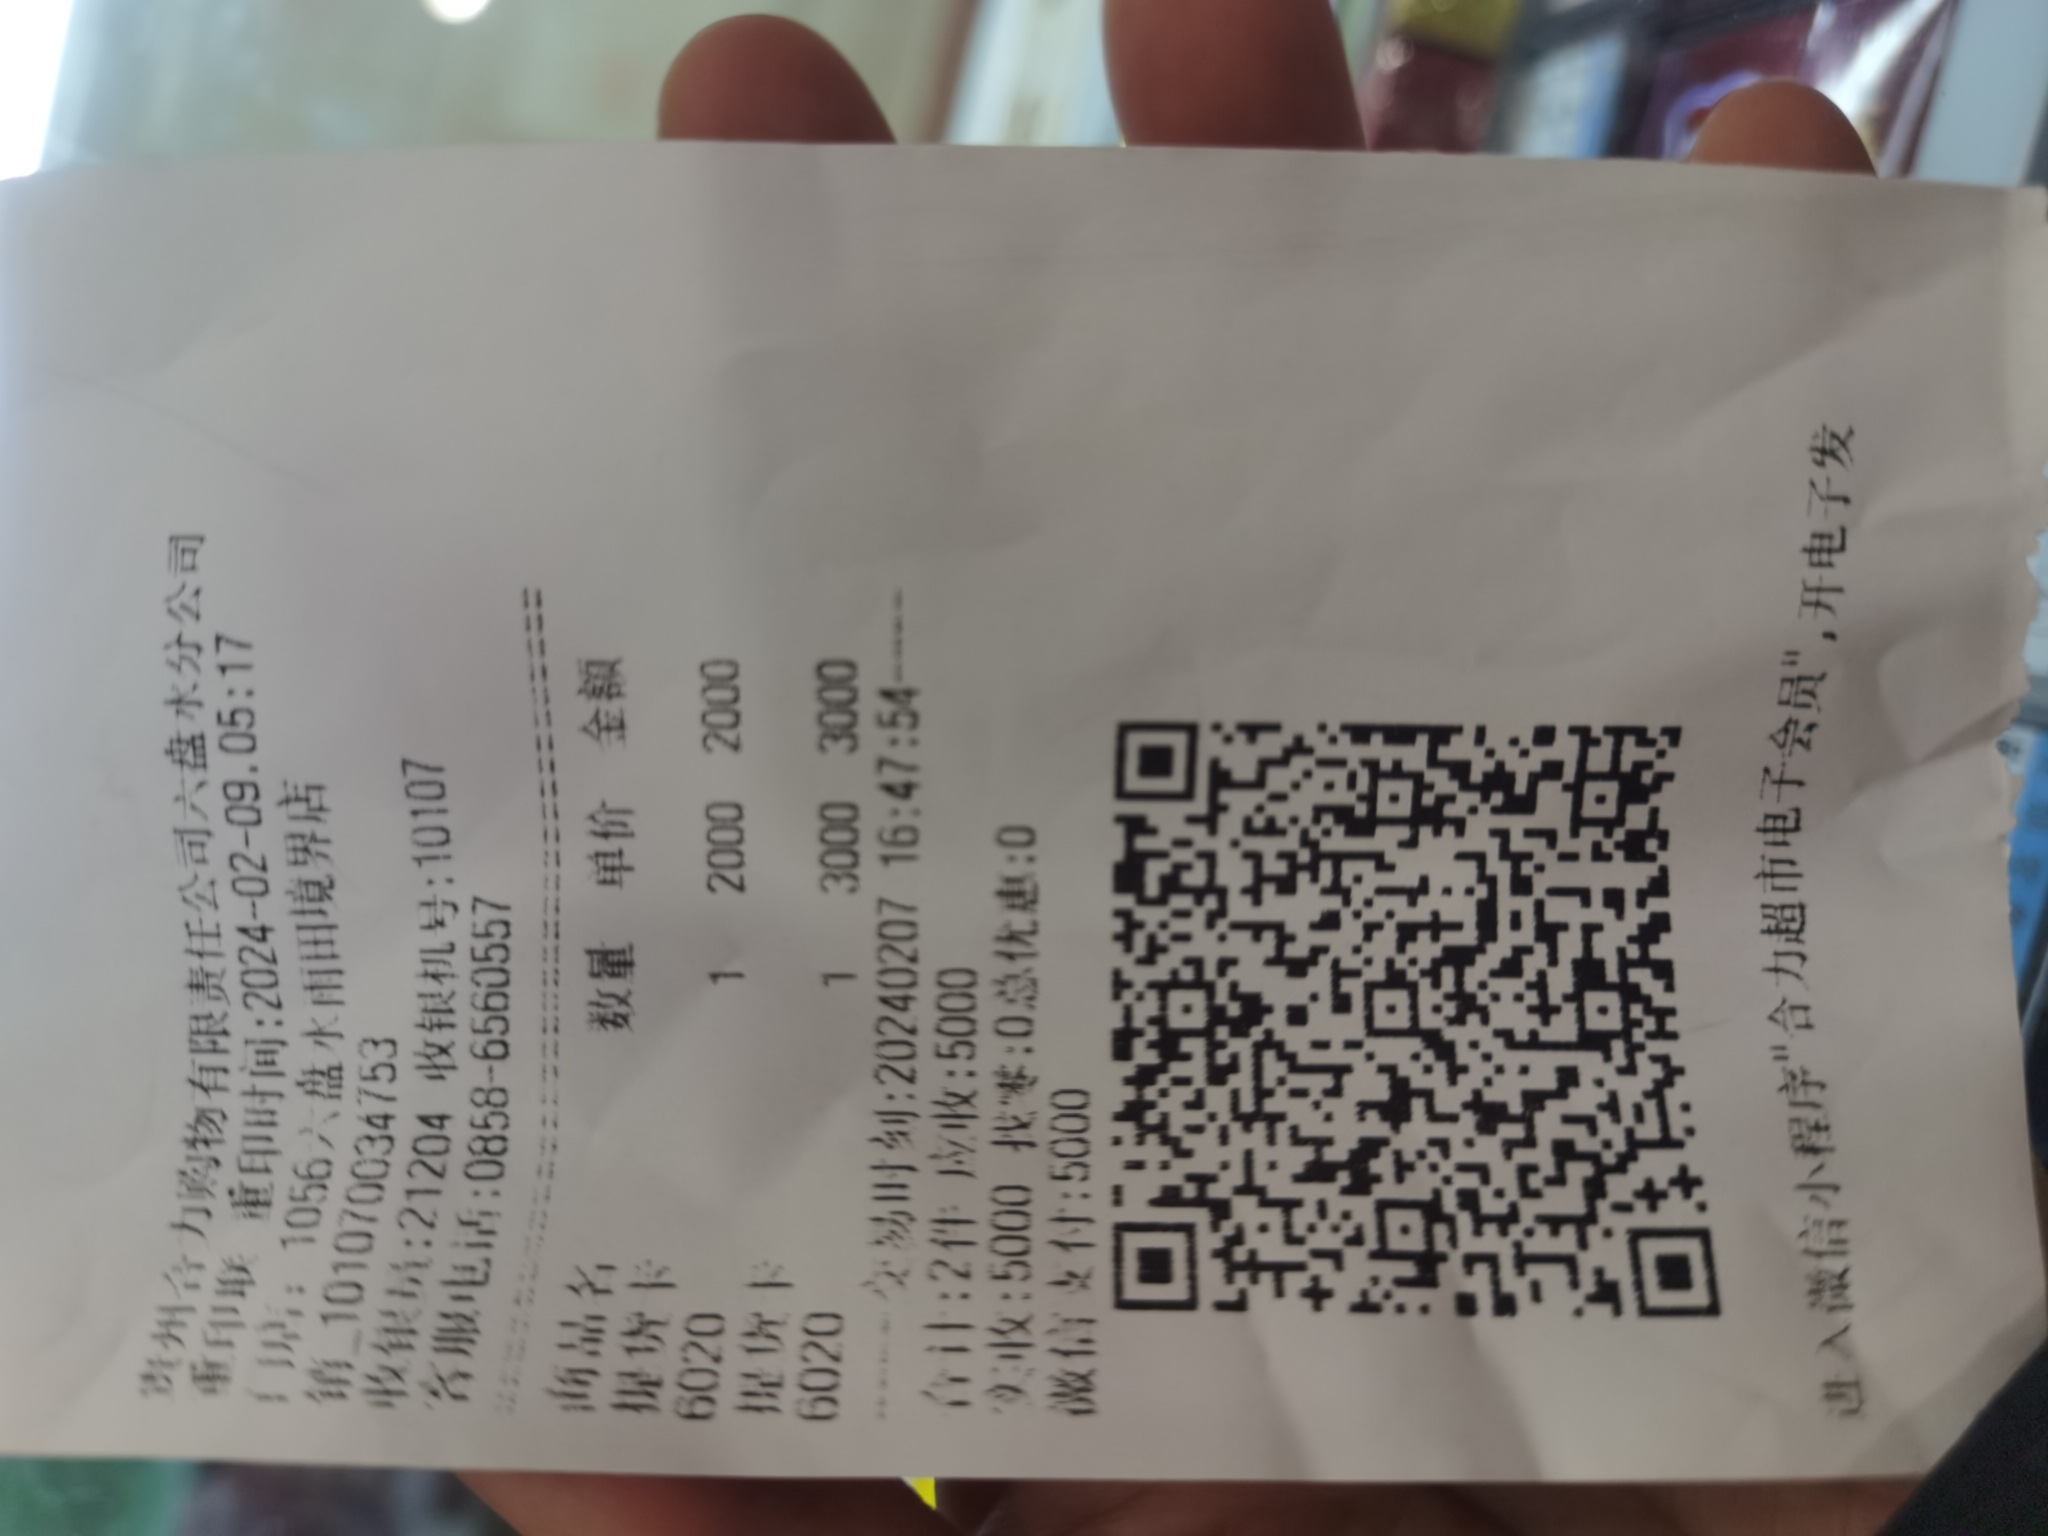 贵州合力购物有限责任公司六盘水分公司
重印联 重印时间:2024-02-09.05:17
门店: 1056六盘水雨田境界店
销_101070034753
收银员:21204 收银机号:10107
客服电话:0858-6560557
商品名 数量 单价 金额
提货卡
6020 1 2000 2000
提货卡
6020 1 3000 3000
交易时刻:20240207 16:47:54
合计:2件 应收:5000
实收:5000 找零:0总优惠:0
微信支付:5000
进入微信小程序"合力超市电子会员",开电子发